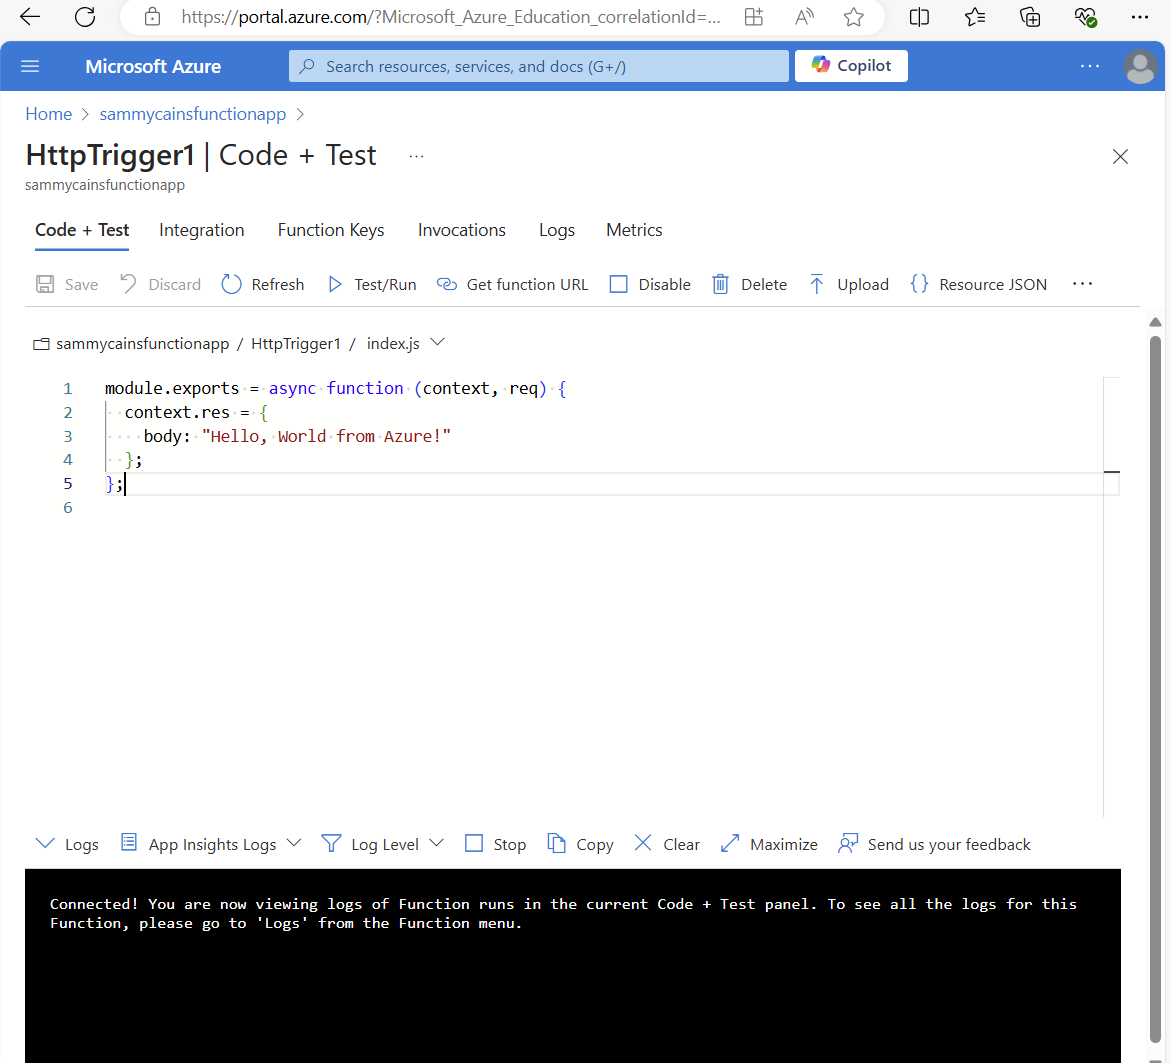 https://portal.azure.com/?Microsoft_Azure_Education_correlationId=...
Microsoft Azure
Search resources, services, and docs (G+/)
Copilot
Home > sammycainsfunctionapp >
HttpTrigger1 | Code + Test ...
sammycainsfunctionapp
Code + Test Integration Function Keys Invocations Logs Metrics
Save Discard Refresh Test/Run Get function URL Disable Delete Upload {} Resource JSON ...
sammycainsfunctionapp / HttpTrigger1 / index.js
1 module.exports = async function (context, req) {
2   context.res = {
3     body: "Hello, World from Azure!"
4   };
5 };
6
Logs App Insights Logs Log Level Stop Copy Clear Maximize Send us your feedback
Connected! You are now viewing logs of Function runs in the current Code + Test panel. To see all the logs for this
Function, please go to 'Logs' from the Function menu.